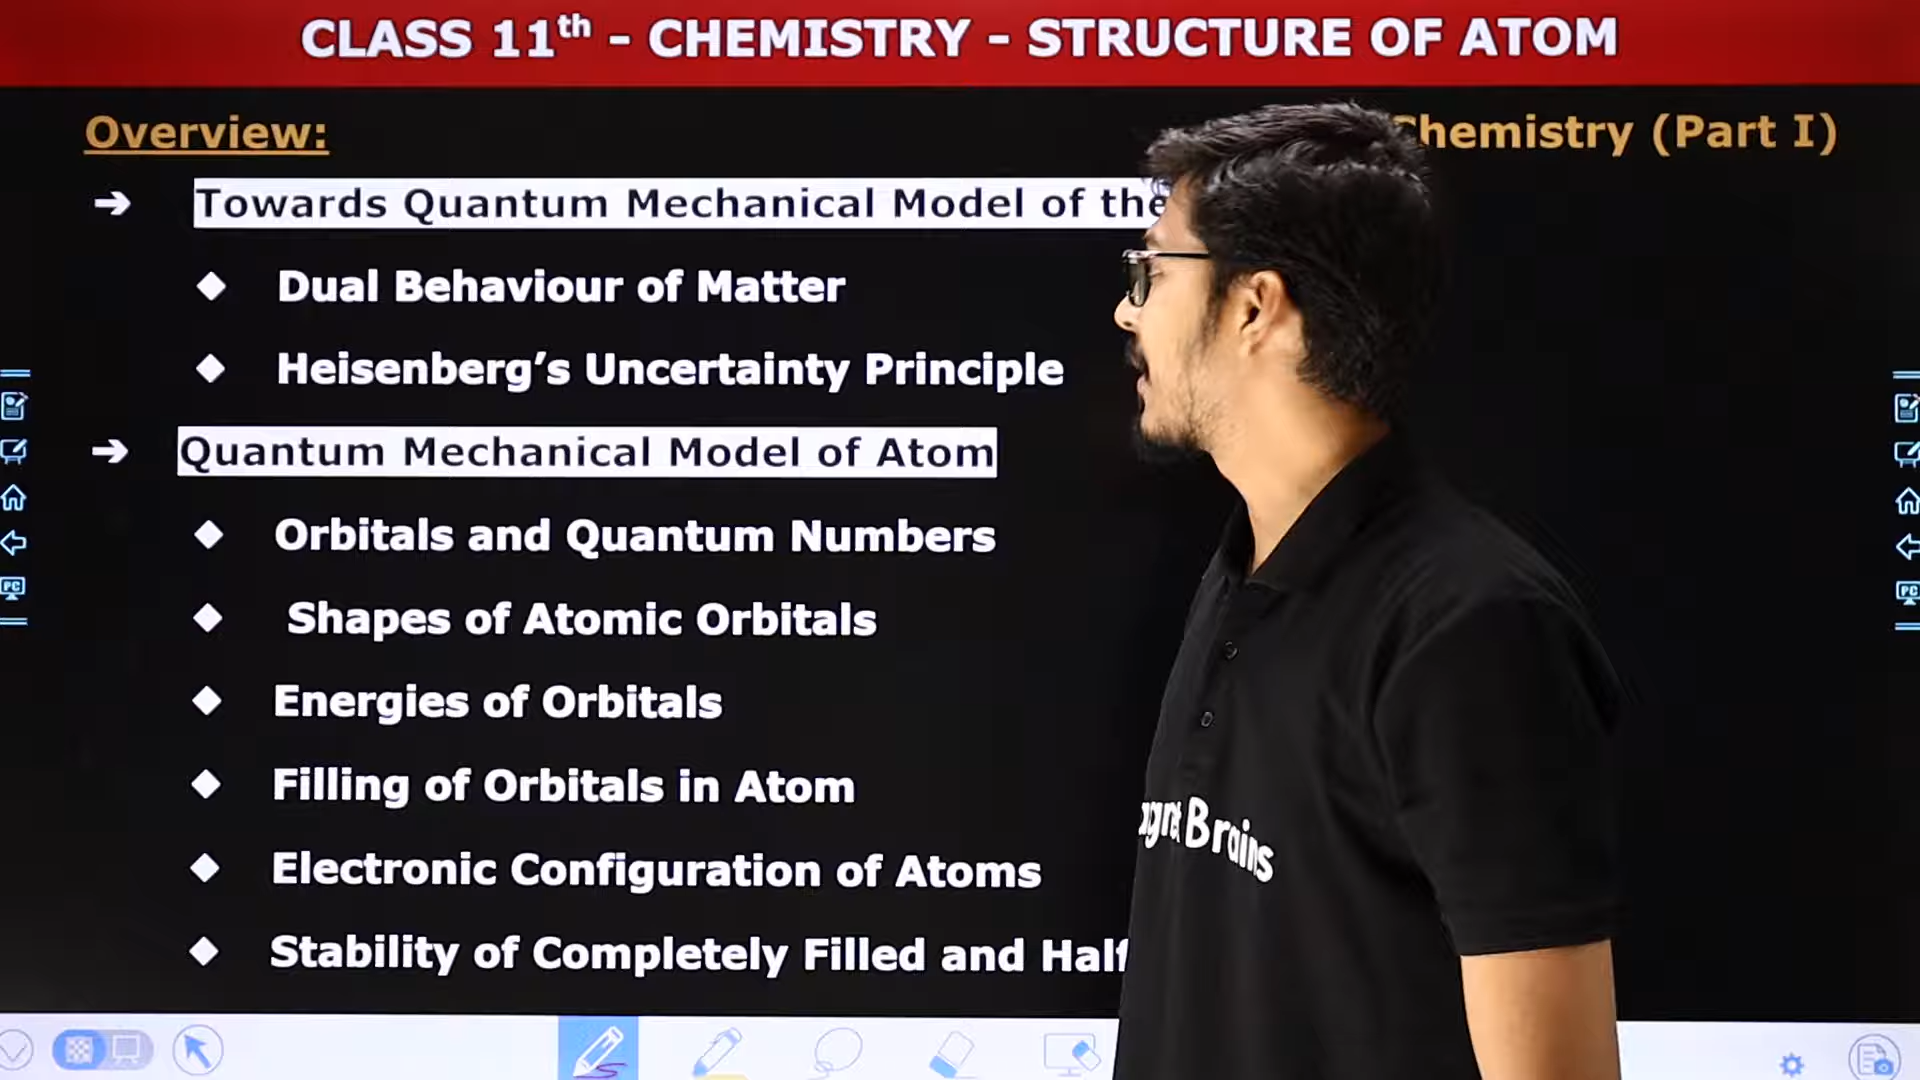 CLASS 11th - CHEMISTRY - STRUCTURE OF ATOM
Overview:
Chemistry (Part I)
Towards Quantum Mechanical Model of the
Dual Behaviour of Matter
Heisenberg’s Uncertainty Principle
Quantum Mechanical Model of Atom
Orbitals and Quantum Numbers
Shapes of Atomic Orbitals
Energies of Orbitals
Filling of Orbitals in Atom
Electronic Configuration of Atoms
Stability of Completely Filled and Half
Brains
PC
PC